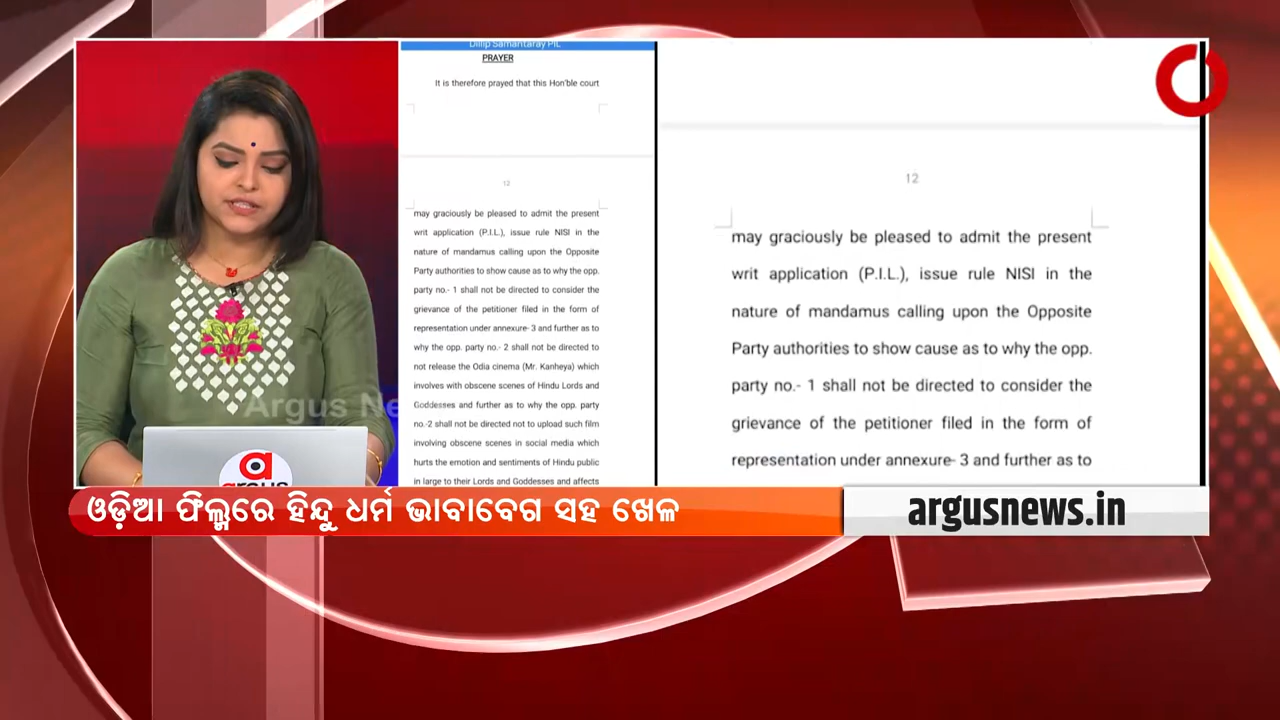 Dillip Samantaray PIL
PRAYER
It is therefore prayed that this Hon'ble court
12
may graciously be pleased to admit the present
writ application (P.I.L.), issue rule NISI in the
nature of mandamus calling upon the Opposite
Party authorities to show cause as to why the opp.
party no.- 1 shall not be directed to consider the
grievance of the petitioner filed in the form of
representation under annexure- 3 and further as to
why the opp. party no.- 2 shall not be directed to
not release the Odia cinema (Mr. Kanheya) which
involves with obscene scenes of Hindu Lords and
Goddesses and further as to why the opp. party
no.-2 shall not be directed not to upload such film
involving obscene scenes in social media which
hurts the emotion and sentiments of Hindu public
in large to their Lords and Goddesses and affects
12
may graciously be pleased to admit the present
writ application (P.I.L.), issue rule NISI in the
nature of mandamus calling upon the Opposite
Party authorities to show cause as to why the opp.
party no.- 1 shall not be directed to consider the
grievance of the petitioner filed in the form of
representation under annexure- 3 and further as to
Argus Ne
a
argus
ଓଡ଼ିଆ ଫିଲ୍ମରେ ହିନ୍ଦୁ ଧର୍ମ ଭାବାବେଗ ସହ ଖେଳ
argusnews.in